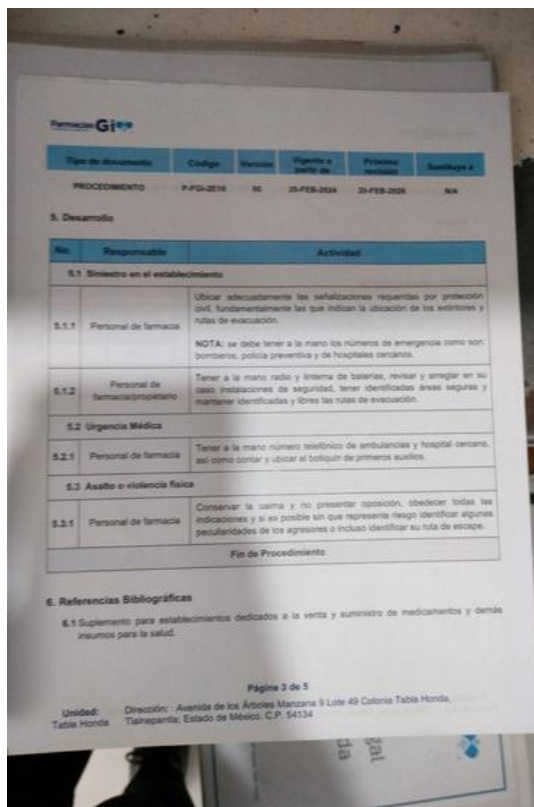 Farmacias Gi
Tipo de documento Código Versión Vigente a partir de Próxima revisión Sustituye a
PROCEDIMIENTO P-FGI-2E16 00 20-FEB-2024 20-FEB-2026 N/A
5. Desarrollo
No. Responsable Actividad
5.1 Siniestro en el establecimiento
5.1.1 Personal de farmacia
Ubicar adecuadamente las señalizaciones requeridas por protección
civil, fundamentalmente las que indican la ubicación de los extintores y
rutas de evacuación.
NOTA: se debe tener a la mano los números de emergencia como son:
bomberos, policía preventiva y de hospitales cercanos.
5.1.2 Personal de farmacia/propietario
Tener a la mano radio y linterna de baterías, revisar y arreglar en su
caso instalaciones de seguridad, tener identificadas áreas seguras y
mantener identificadas y libres las rutas de evacuación.
5.2 Urgencia Médica
5.2.1 Personal de farmacia
Tener a la mano número telefónico de ambulancias y hospital cercano,
así como contar y ubicar el botiquín de primeros auxilios.
5.3 Asalto o violencia física
5.3.1 Personal de farmacia
Conservar la calma y no presentar oposición, obedecer todas las
indicaciones y si es posible sin que represente riesgo identificar algunas
peculiaridades de los agresores o incluso identificar su ruta de escape.
Fin de Procedimiento
6. Referencias Bibliográficas
6.1 Suplemento para establecimientos dedicados a la venta y suministro de medicamentos y demás
insumos para la salud.
Página 3 de 5
Unidad: Dirección: Avenida de los Árboles Manzana 9 Lote 49 Colonia Tabla Honda,
Tabla Honda Tlalnepantla; Estado de México. C.P. 54134